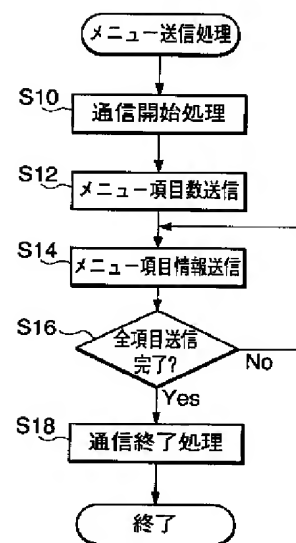 メニュー送信処理
S10
通信開始処理
S12
メニュー項目数送信
S14
メニュー項目情報送信
S16
全項目送信
完了?
No
Yes
S18
通信終了処理
終了